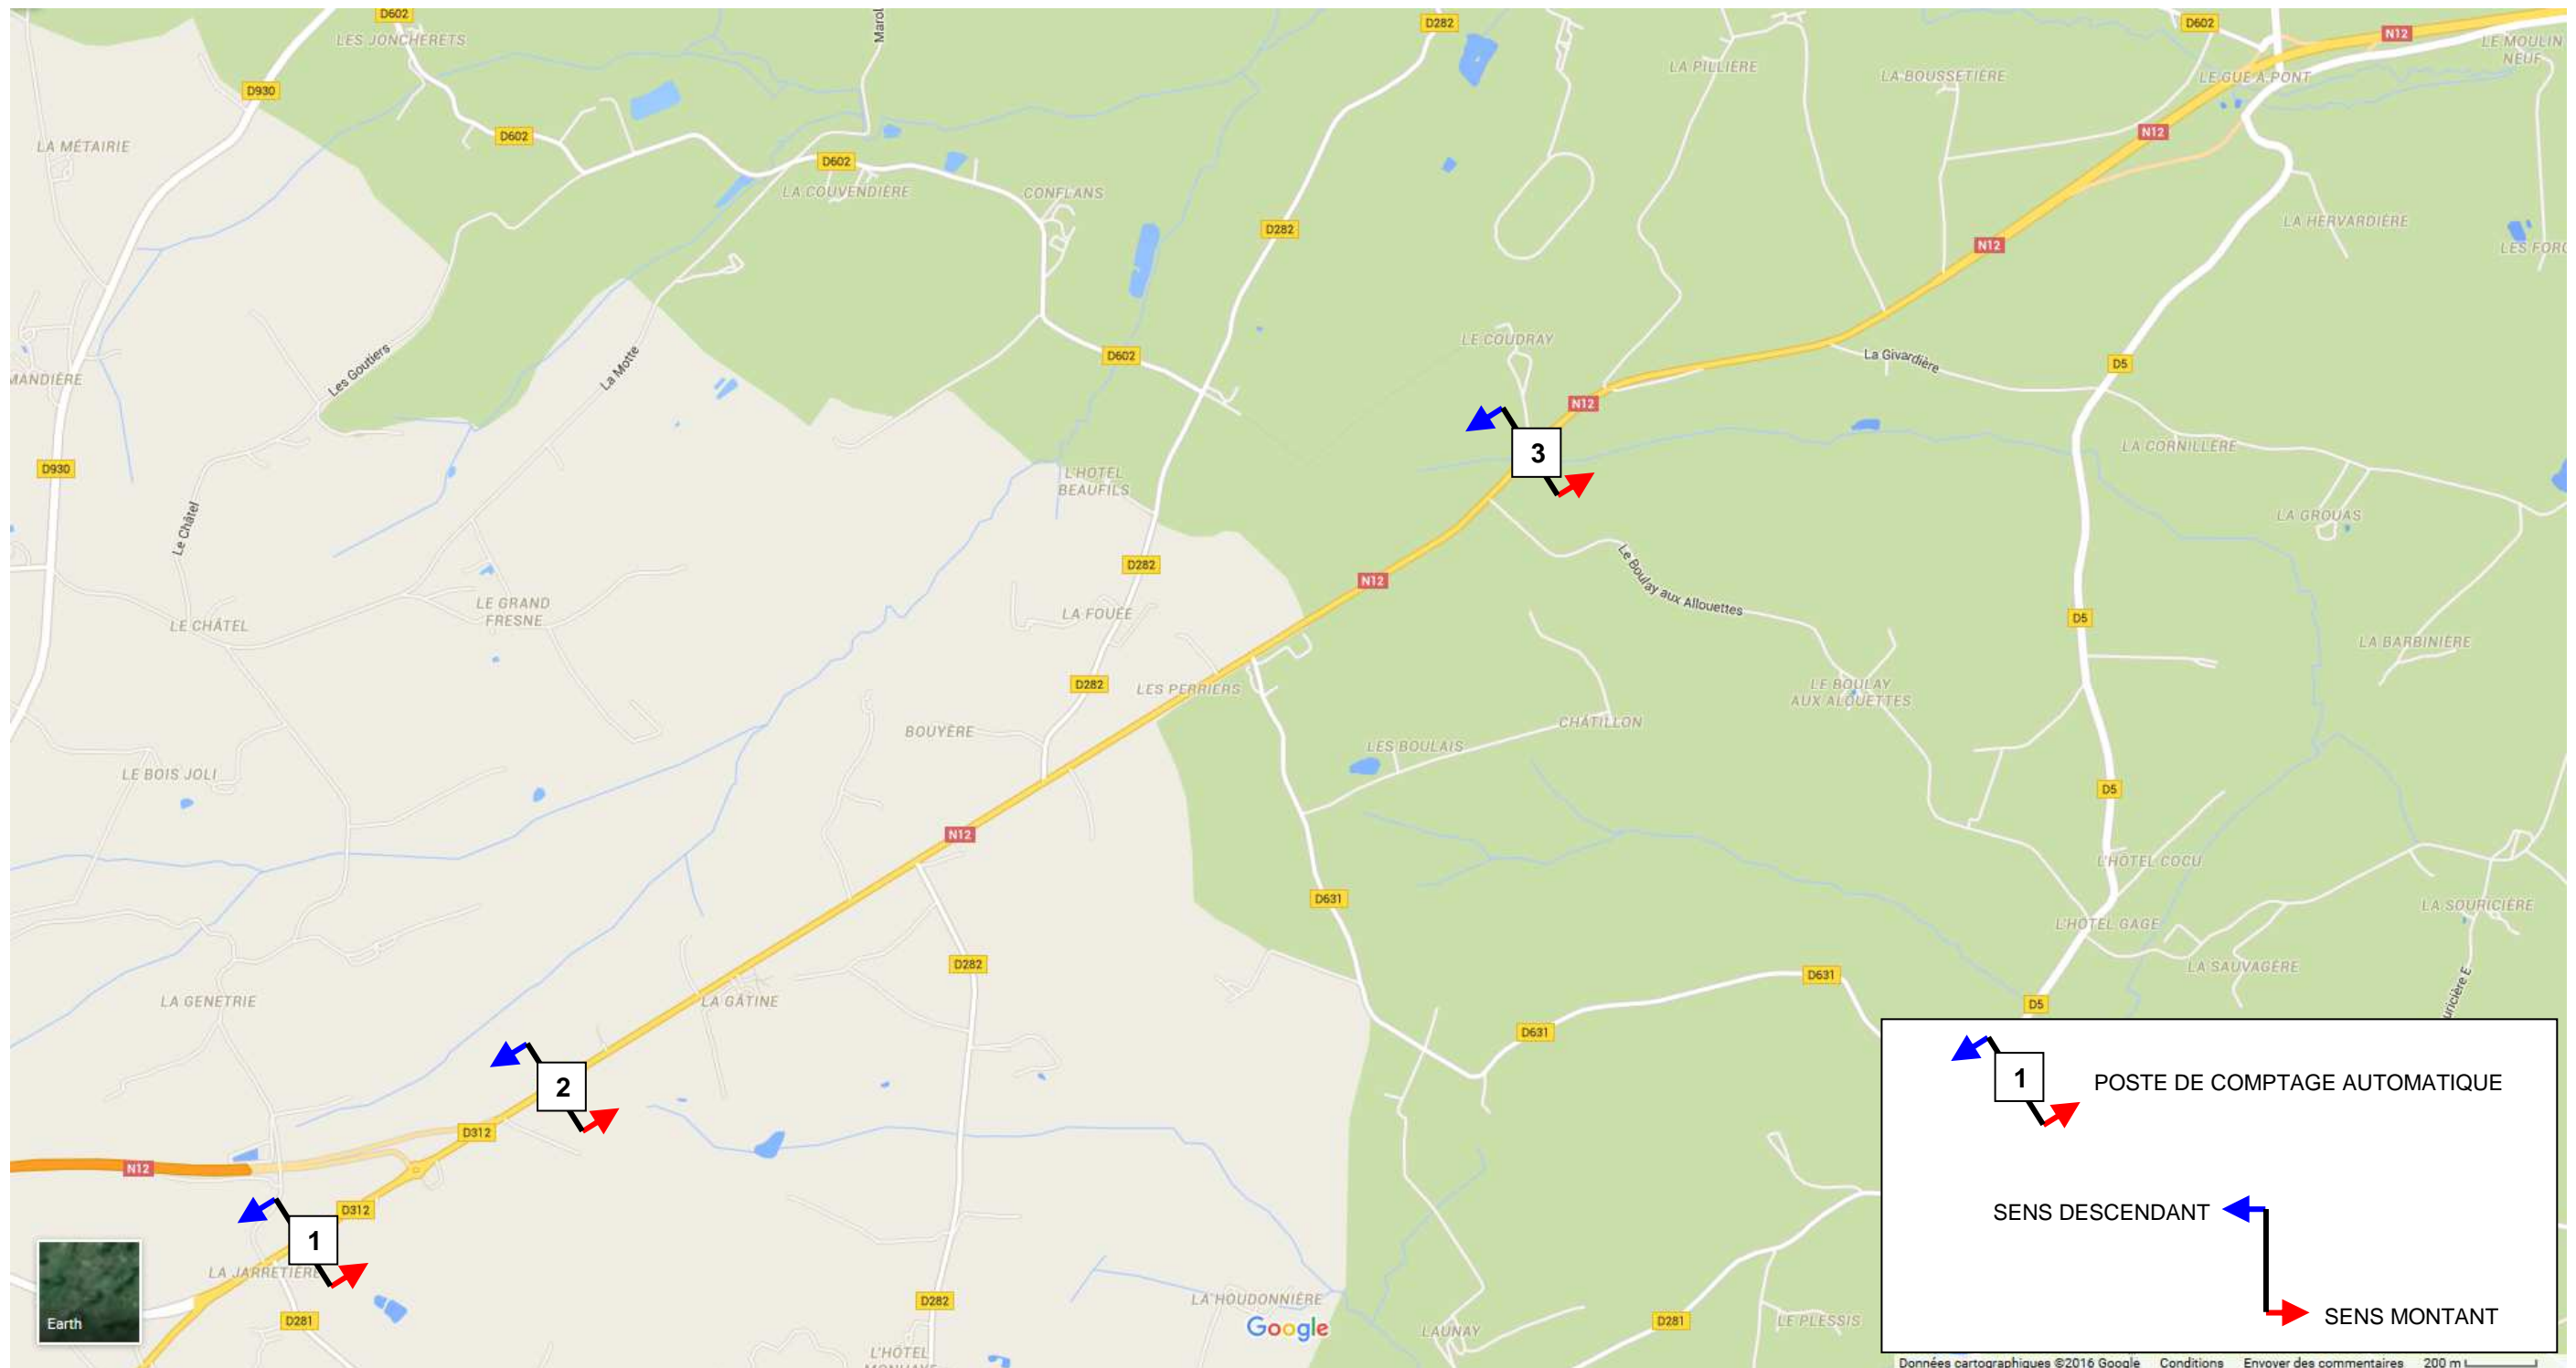 D602
LES JONCHERETS
D282
D602
N12
LE MOULIN
NEUF
D930
LA PILLIÈRE
LA BOUSSETIÈRE
LE GUÉ À PONT
LA MÉTAIRIE
D602
D602
N12
LA COUVENDIÈRE
CONFLANS
D282
N12
LA HERVARDIÈRE
LE COUDRAY
D602
La Givardière
D5
Les Goutiers
La Motte
N12
3
D930
L'HÔTEL
BEAUFILS
LA CORNILLÈRE
Le Châtel
LA GROUAS
D282
N12
Le Boulay aux Allouettes
LE CHÂTEL
LE GRAND
FRESNE
LA FOUÉE
D5
LA BARBINIÈRE
D282
LES PERRIERS
LE BOULAY
AUX ALOUETTES
BOUYÈRE
CHÂTILLON
LES BOULAIS
LE BOIS JOLI
D5
N12
L'HÔTEL COCU
D631
LA SOURICIÈRE
L'HÔTEL GAGE
D282
D631
LA SAUVAGÈRE
LA GENETRIE
LA GÂTINE
D5
D631
2
1
POSTE DE COMPTAGE AUTOMATIQUE
D312
N12
D312
SENS DESCENDANT
1
LA JARRETIÈRE
D282
LA HOUDONNIÈRE
Earth
D281
Google
LAUNAY
D281
LE PLESSIS
SENS MONTANT
L'HÔTEL
Données cartographiques ©2016 Google Conditions Envoyer des commentaires 200 m